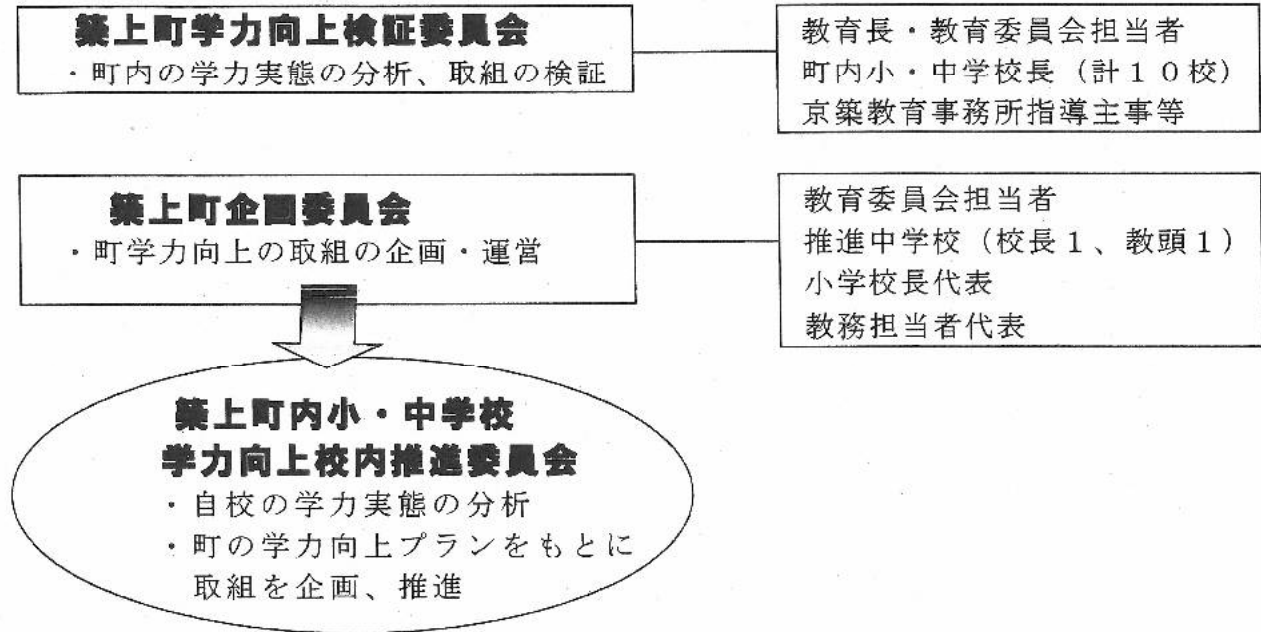 築上町学力向上検証委員会
・町内の学力実態の分析、取組の検証
教育長・教育委員会担当者
町内小・中学校長（計１０校）
京築教育事務所指導主事等
築上町企画委員会
・町学力向上の取組の企画・運営
教育委員会担当者
推進中学校（校長１、教頭１）
小学校長代表
教務担当者代表
築上町内小・中学校
学力向上校内推進委員会
・自校の学力実態の分析
・町の学力向上プランをもとに
取組を企画、推進